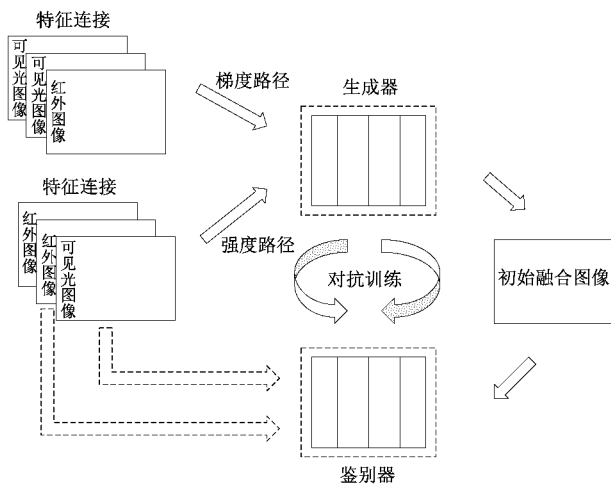 特征连接
可见光图像
可见光图像
红外图像
梯度路径
生成器
特征连接
红外图像
红外图像
可见光图像
强度路径
对抗训练
初始融合图像
鉴别器